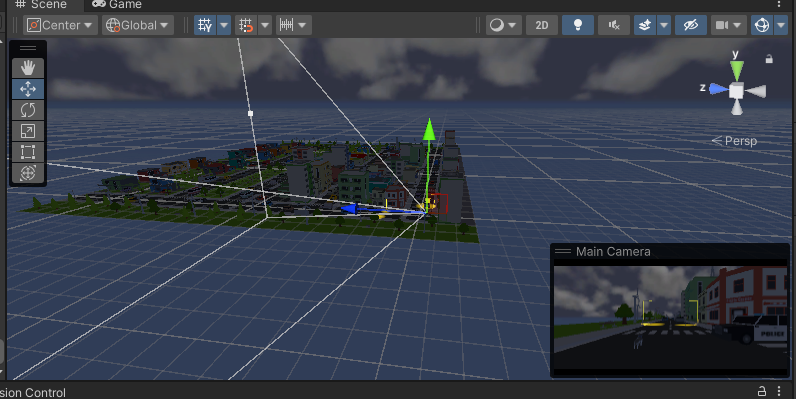 Scene Game
Center Global 2D
y
z
Persp
Main Camera
POLICE
sion Control